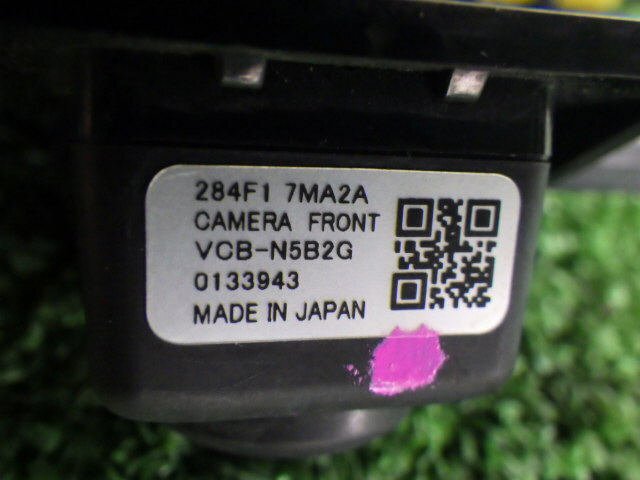 284F1 7MA2A
CAMERA FRONT
VCB-N5B2G
0133943
MADE IN JAPAN